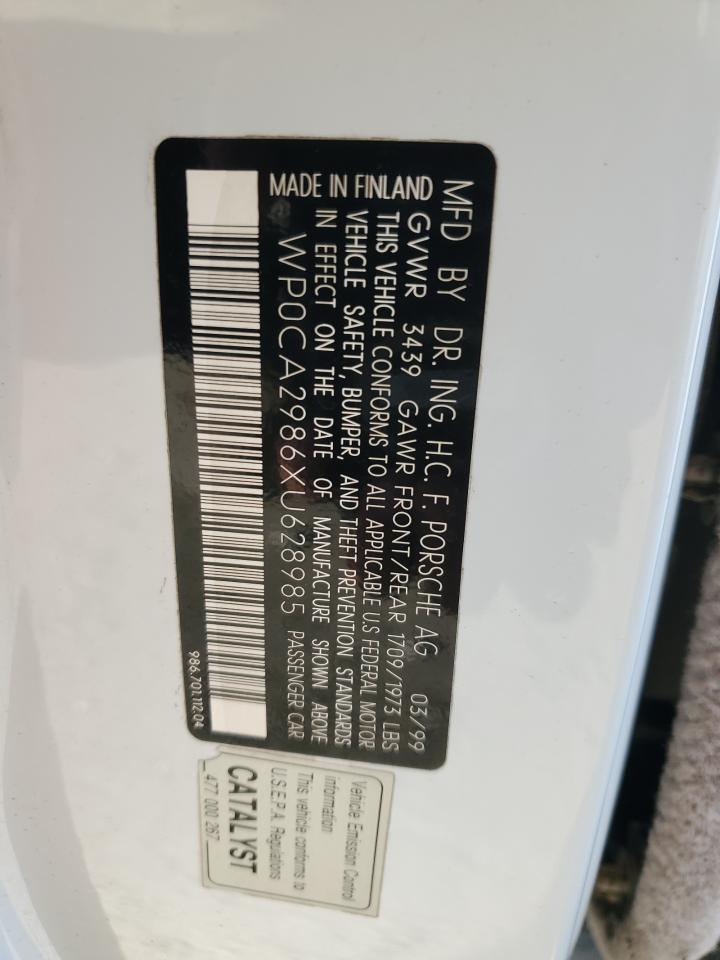 MFD BY DR. ING. H.C. F. PORSCHE AG 03/99
GVWR 3439 GAWR FRONT/REAR 1709/1973 LBS
THIS VEHICLE CONFORMS TO ALL APPLICABLE U.S FEDERAL MOTOR
VEHICLE SAFETY, BUMPER, AND THEFT PREVENTION STANDARDS
IN EFFECT ON THE DATE OF MANUFACTURE SHOWN ABOVE
WP0CA2986XU628985 PASSENGER CAR
MADE IN FINLAND
986.701.112.04
Vehicle Emission Control
information
This vehicle conforms to
U.S.E.P.A. Regulations
CATALYST
477 000 267